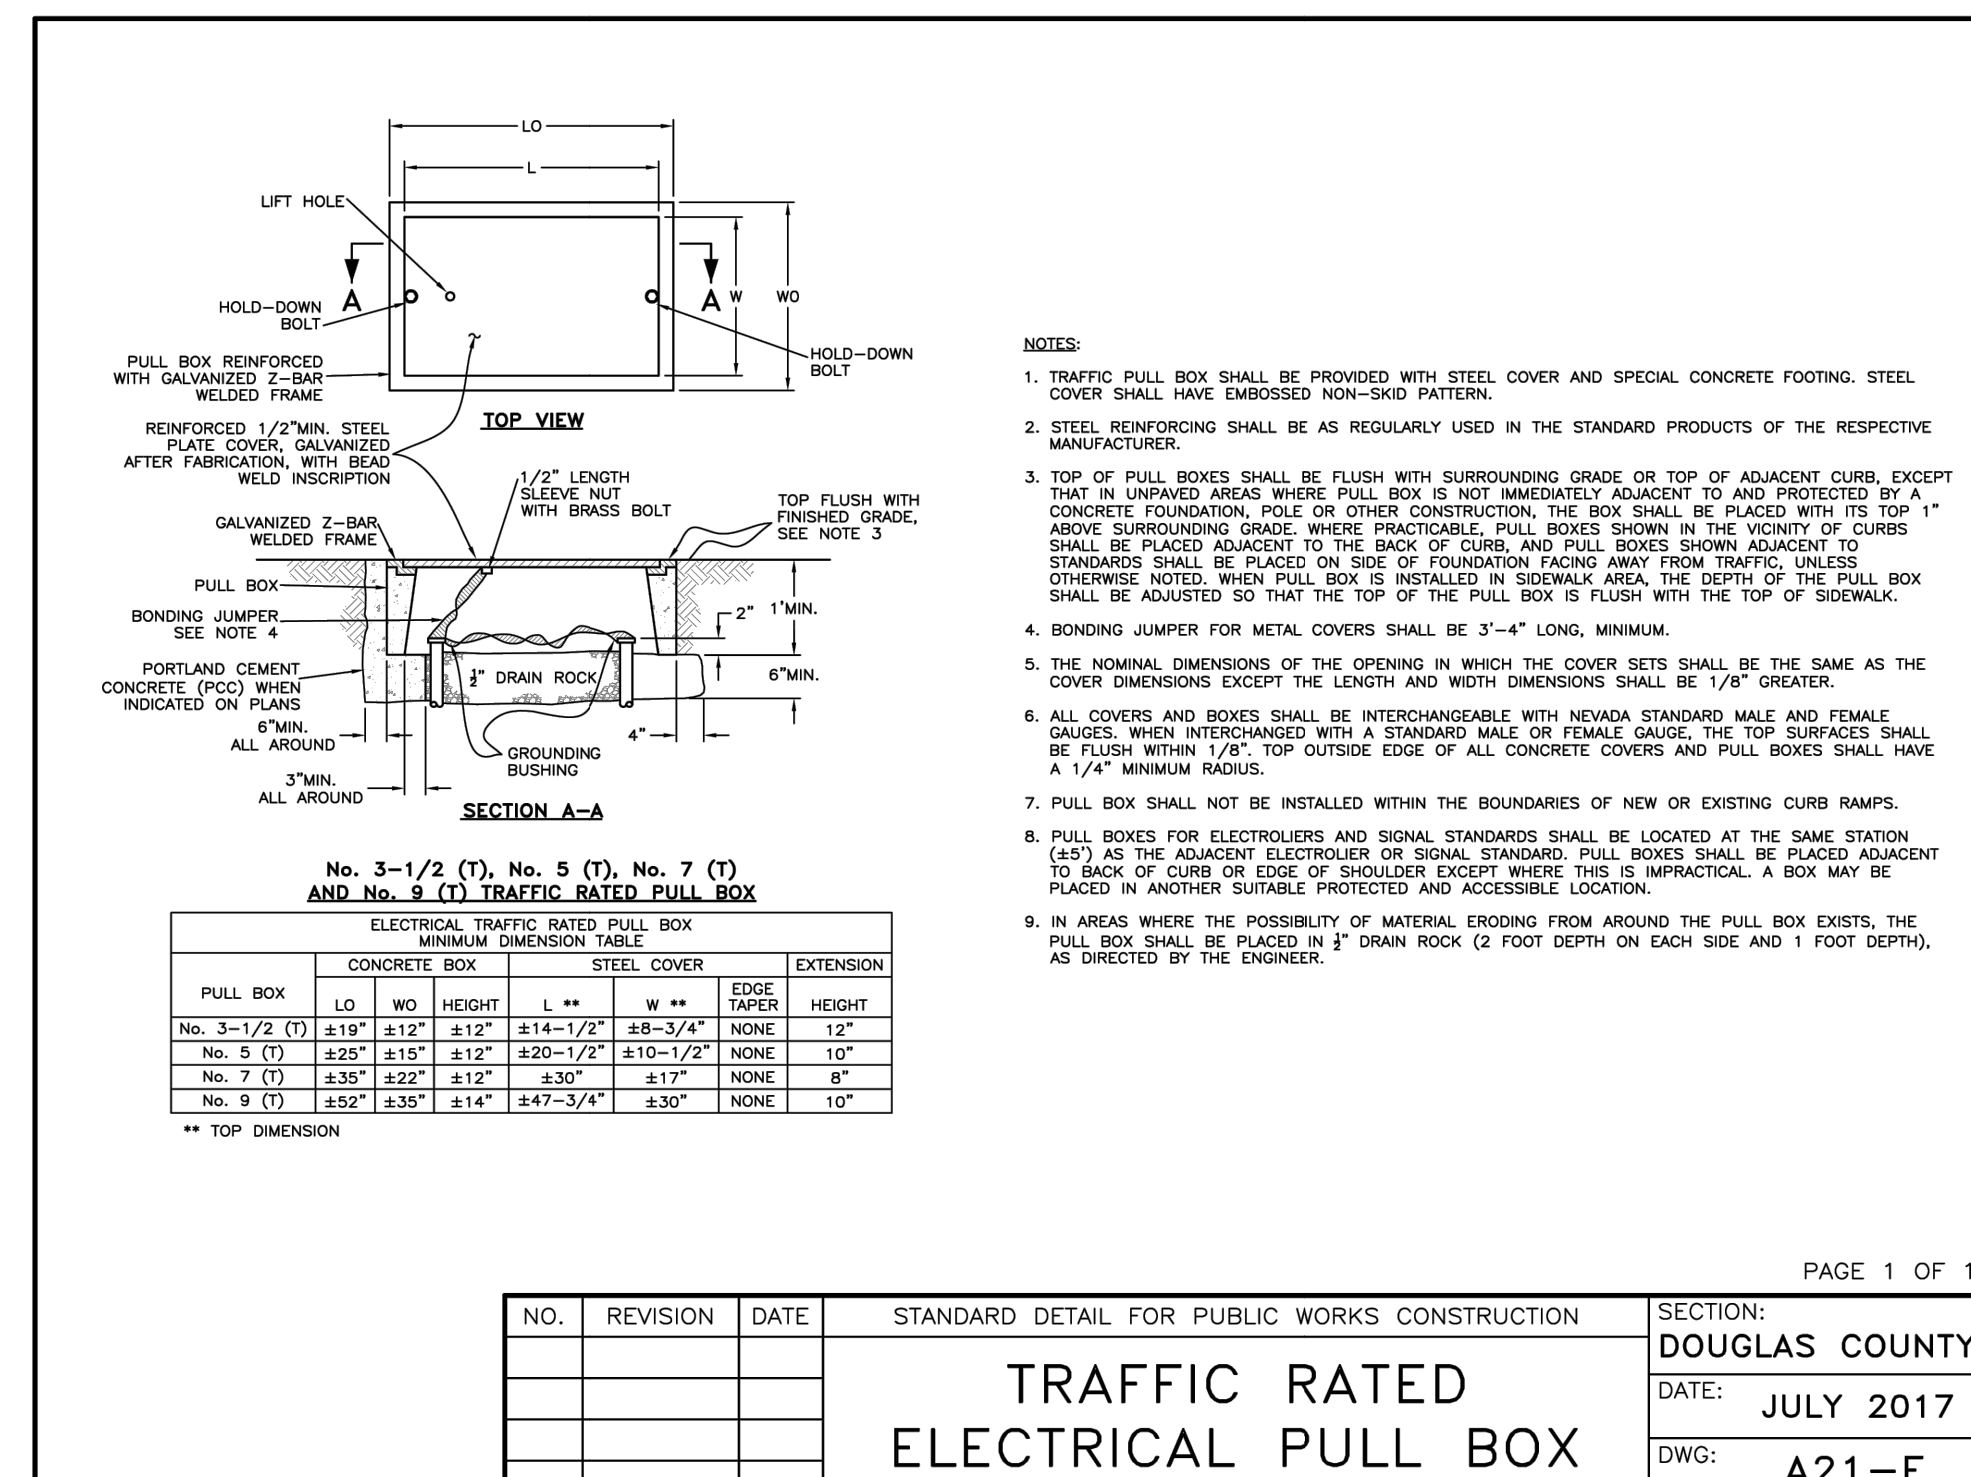 LO
L
LIFT HOLE
A
A
W
WO
HOLD-DOWN
BOLT
HOLD-DOWN
BOLT
PULL BOX REINFORCED
WITH GALVANIZED Z-BAR
WELDED FRAME
TOP VIEW
REINFORCED 1/2"MIN. STEEL
PLATE COVER, GALVANIZED
AFTER FABRICATION, WITH BEAD
WELD INSCRIPTION
1/2" LENGTH
SLEEVE NUT
WITH BRASS BOLT
TOP FLUSH WITH
FINISHED GRADE,
SEE NOTE 3
GALVANIZED Z-BAR
WELDED FRAME
PULL BOX
BONDING JUMPER
SEE NOTE 4
2"
1'MIN.
PORTLAND CEMENT
CONCRETE (PCC) WHEN
INDICATED ON PLANS
½" DRAIN ROCK
6"MIN.
6"MIN.
ALL AROUND
4"
GROUNDING
BUSHING
3"MIN.
ALL AROUND
SECTION A-A
No. 3-1/2 (T), No. 5 (T), No. 7 (T)
AND No. 9 (T) TRAFFIC RATED PULL BOX
ELECTRICAL TRAFFIC RATED PULL BOX
MINIMUM DIMENSION TABLE
CONCRETE BOX STEEL COVER EXTENSION
PULL BOX LO WO HEIGHT L ** W ** EDGE TAPER HEIGHT
No. 3-1/2 (T) ±19" ±12" ±12" ±14-1/2" ±8-3/4" NONE 12"
No. 5 (T) ±25" ±15" ±12" ±20-1/2" ±10-1/2" NONE 10"
No. 7 (T) ±35" ±22" ±12" ±30" ±17" NONE 8"
No. 9 (T) ±52" ±35" ±14" ±47-3/4" ±30" NONE 10"
** TOP DIMENSION
NOTES:
1. TRAFFIC PULL BOX SHALL BE PROVIDED WITH STEEL COVER AND SPECIAL CONCRETE FOOTING. STEEL
COVER SHALL HAVE EMBOSSED NON-SKID PATTERN.
2. STEEL REINFORCING SHALL BE AS REGULARLY USED IN THE STANDARD PRODUCTS OF THE RESPECTIVE
MANUFACTURER.
3. TOP OF PULL BOXES SHALL BE FLUSH WITH SURROUNDING GRADE OR TOP OF ADJACENT CURB, EXCEPT
THAT IN UNPAVED AREAS WHERE PULL BOX IS NOT IMMEDIATELY ADJACENT TO AND PROTECTED BY A
CONCRETE FOUNDATION, POLE OR OTHER CONSTRUCTION, THE BOX SHALL BE PLACED WITH ITS TOP 1"
ABOVE SURROUNDING GRADE. WHERE PRACTICABLE, PULL BOXES SHOWN IN THE VICINITY OF CURBS
SHALL BE PLACED ADJACENT TO THE BACK OF CURB, AND PULL BOXES SHOWN ADJACENT TO
STANDARDS SHALL BE PLACED ON SIDE OF FOUNDATION FACING AWAY FROM TRAFFIC, UNLESS
OTHERWISE NOTED. WHEN PULL BOX IS INSTALLED IN SIDEWALK AREA, THE DEPTH OF THE PULL BOX
SHALL BE ADJUSTED SO THAT THE TOP OF THE PULL BOX IS FLUSH WITH THE TOP OF SIDEWALK.
4. BONDING JUMPER FOR METAL COVERS SHALL BE 3'-4" LONG, MINIMUM.
5. THE NOMINAL DIMENSIONS OF THE OPENING IN WHICH THE COVER SETS SHALL BE THE SAME AS THE
COVER DIMENSIONS EXCEPT THE LENGTH AND WIDTH DIMENSIONS SHALL BE 1/8" GREATER.
6. ALL COVERS AND BOXES SHALL BE INTERCHANGEABLE WITH NEVADA STANDARD MALE AND FEMALE
GAUGES. WHEN INTERCHANGED WITH A STANDARD MALE OR FEMALE GAUGE, THE TOP SURFACES SHALL
BE FLUSH WITHIN 1/8". TOP OUTSIDE EDGE OF ALL CONCRETE COVERS AND PULL BOXES SHALL HAVE
A 1/4" MINIMUM RADIUS.
7. PULL BOX SHALL NOT BE INSTALLED WITHIN THE BOUNDARIES OF NEW OR EXISTING CURB RAMPS.
8. PULL BOXES FOR ELECTROLIERS AND SIGNAL STANDARDS SHALL BE LOCATED AT THE SAME STATION
(±5') AS THE ADJACENT ELECTROLIER OR SIGNAL STANDARD. PULL BOXES SHALL BE PLACED ADJACENT
TO BACK OF CURB OR EDGE OF SHOULDER EXCEPT WHERE THIS IS IMPRACTICAL. A BOX MAY BE
PLACED IN ANOTHER SUITABLE PROTECTED AND ACCESSIBLE LOCATION.
9. IN AREAS WHERE THE POSSIBILITY OF MATERIAL ERODING FROM AROUND THE PULL BOX EXISTS, THE
PULL BOX SHALL BE PLACED IN ½" DRAIN ROCK (2 FOOT DEPTH ON EACH SIDE AND 1 FOOT DEPTH),
AS DIRECTED BY THE ENGINEER.
PAGE 1 OF 1
NO. REVISION DATE
STANDARD DETAIL FOR PUBLIC WORKS CONSTRUCTION
TRAFFIC RATED
ELECTRICAL PULL BOX
SECTION:
DOUGLAS COUNTY
DATE:
JULY 2017
DWG: